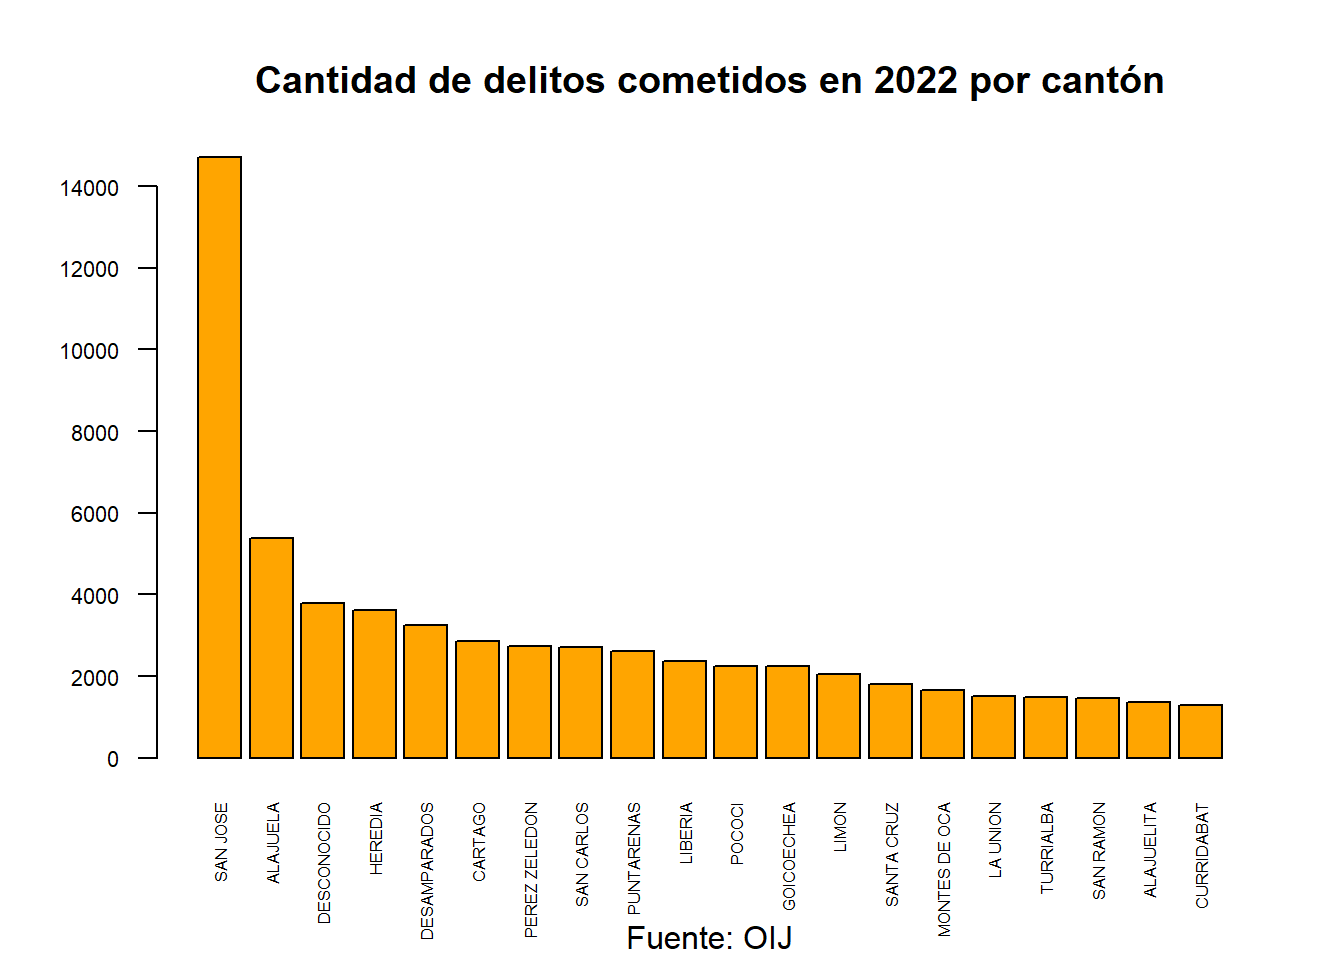 Cantidad de delitos cometidos en 2022 por cantón
14000
12000
10000
8000
6000
4000
2000
0
SAN JOSE
ALAJUELA
DESCONOCIDO
HEREDIA
DESAMPARADOS
CARTAGO
PEREZ ZELEDON
SAN CARLOS
PUNTARENAS
LIBERIA
POCOCI
GOICOECHEA
LIMON
SANTA CRUZ
MONTES DE OCA
LA UNION
TURRIALBA
SAN RAMON
ALAJUELITA
CURRIDABAT
Fuente: OIJ